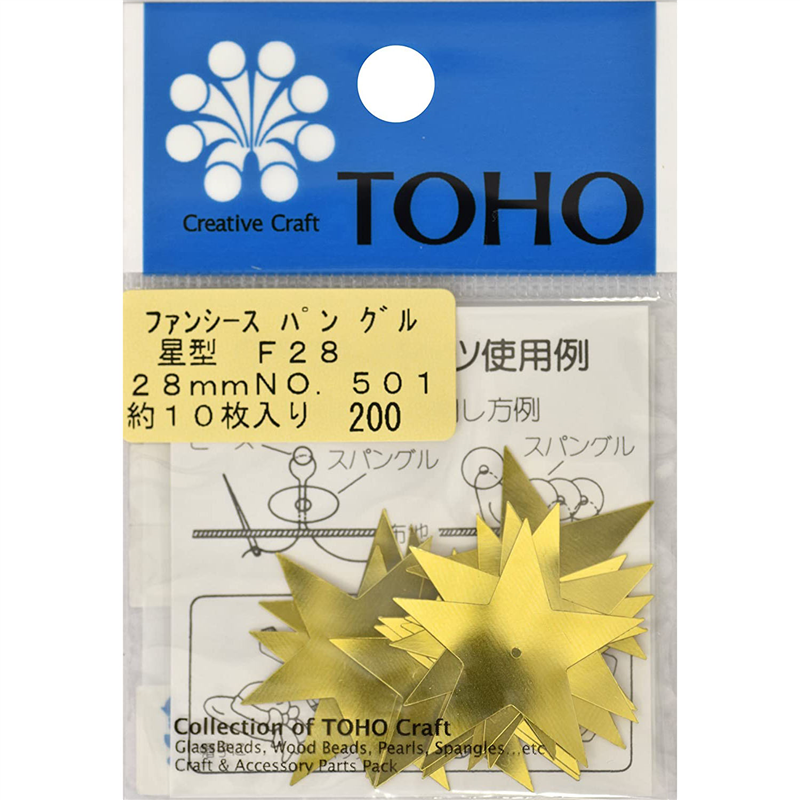 Creative Craft
TOHO
ファンシース パン グル
星型 F28
28mmNO. 501
約10枚入り 200
ツ使用例
し方例
スパングル
スパングル
布地
Collection of TOHO Craft
GlassBeads, Wood Beads, Pearls, Spangles...etc
Craft & Accessory Parts Pack